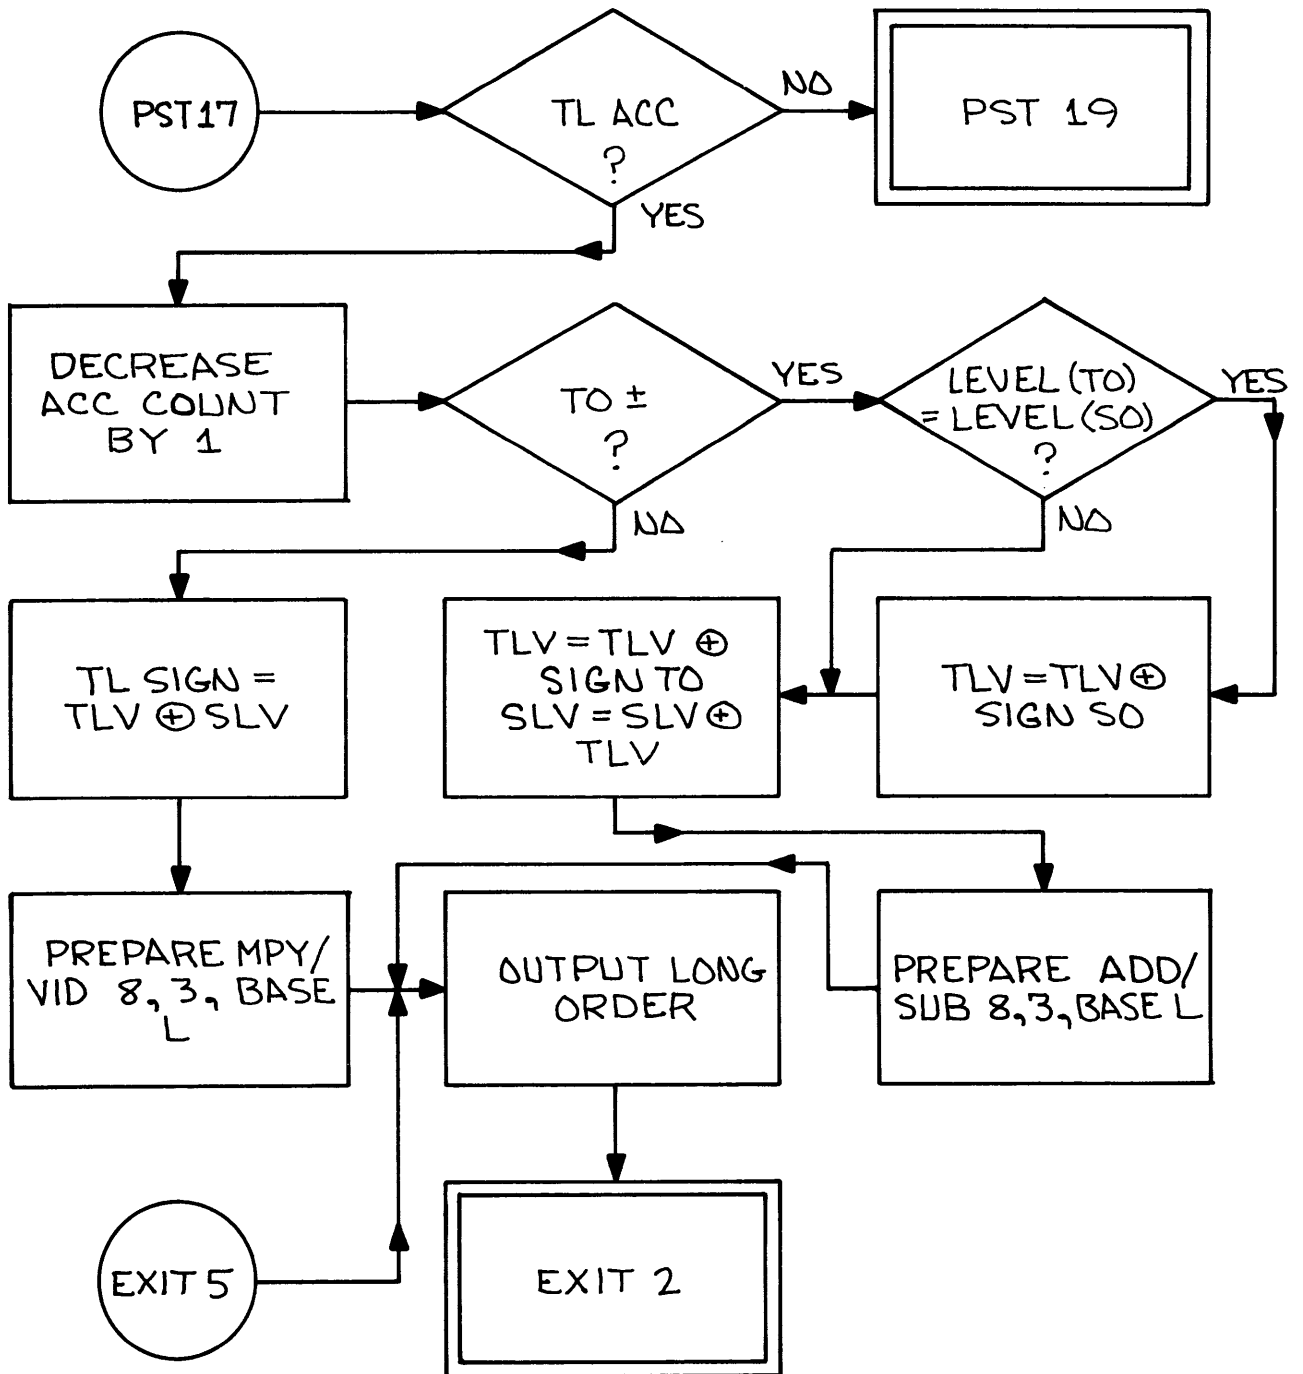 PST17
TL ACC
?
NO
PST 19
YES
DECREASE
ACC COUNT
BY 1
TO ±
?
YES
LEVEL (TO)
= LEVEL (SO)
?
YES
NO
NO
TL SIGN =
TLV ⊕ SLV
TLV = TLV ⊕
SIGN TO
SLV = SLV ⊕
TLV
TLV = TLV ⊕
SIGN SO
PREPARE MPY/
VID 8, 3, BASE
L
OUTPUT LONG
ORDER
PREPARE ADD/
SUB 8,3, BASE L
EXIT 5
EXIT 2